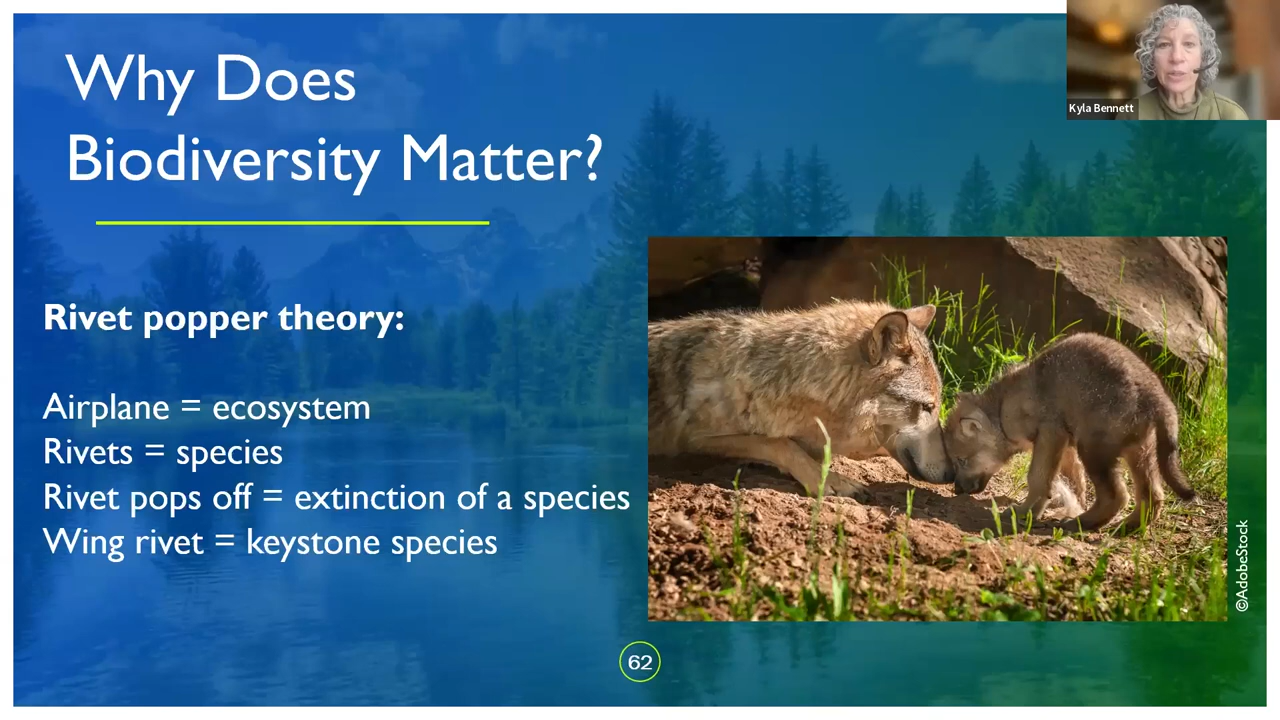 Why Does
Biodiversity Matter?
Kyla Bennett
Rivet popper theory:
Airplane = ecosystem
Rivets = species
Rivet pops off = extinction of a species
Wing rivet = keystone species
©AdobeStock
62